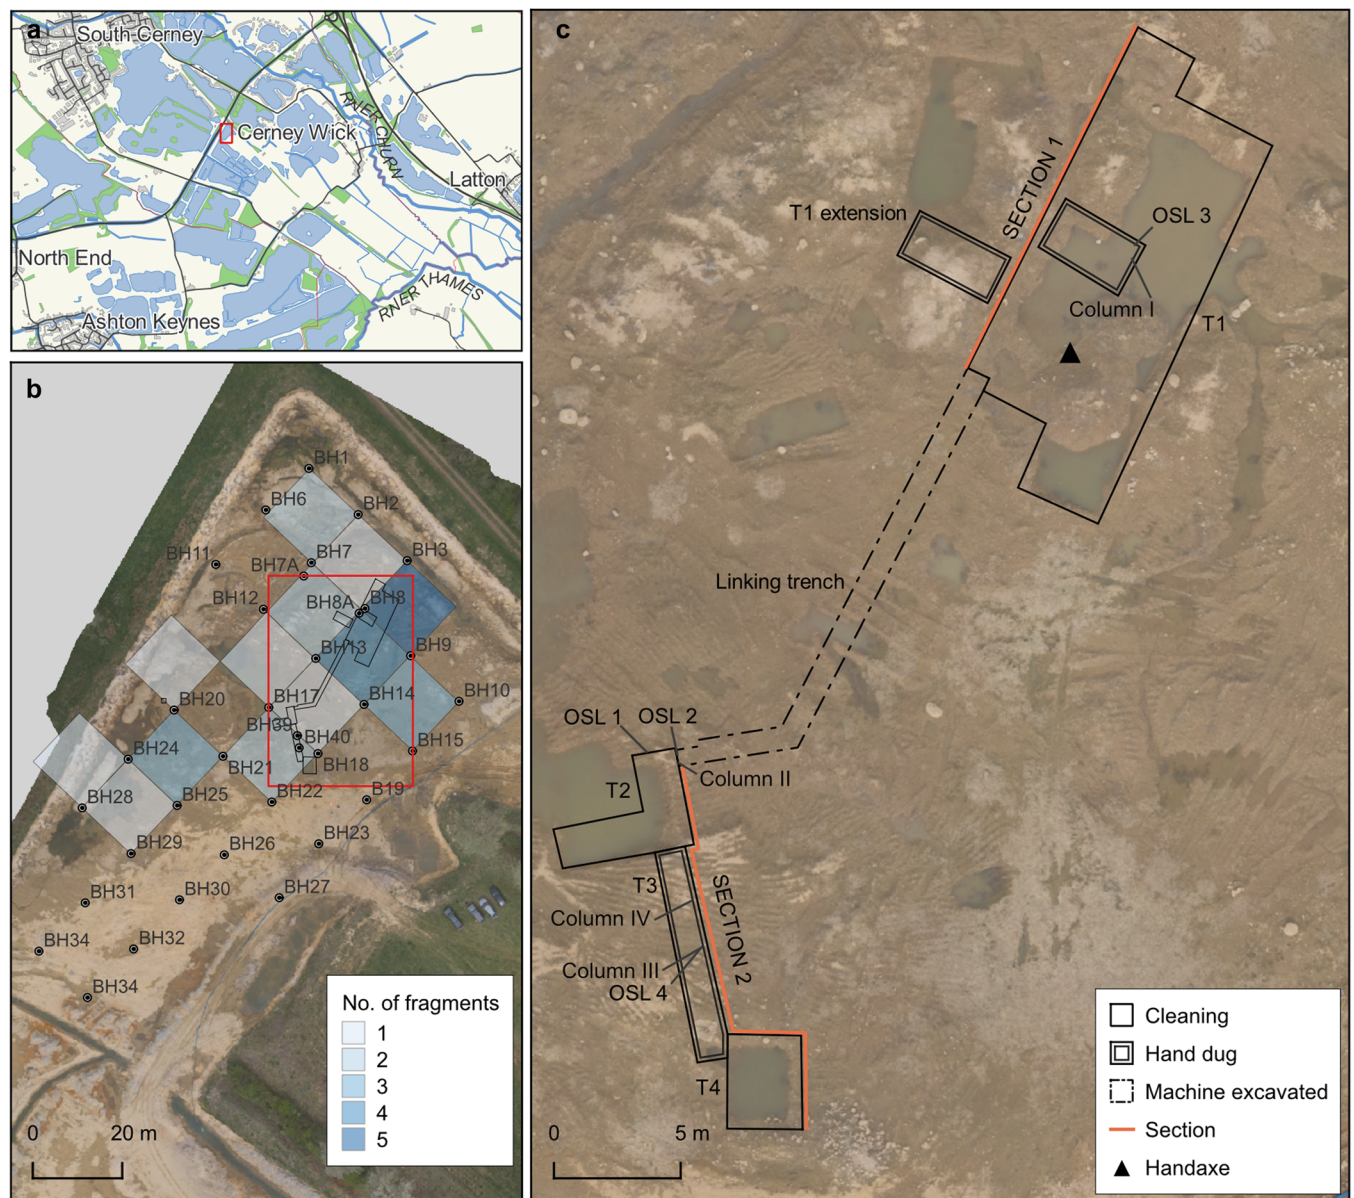 a
South Cerney
Cerney Wick
RIVER CHURN
Latton
North End
RIVER THAMES
Ashton Keynes
b
BH1
BH6
BH2
BH11
BH7
BH3
BH7A
BH12
BH8A
BH8
BH13
BH9
BH20
BH17
BH14
BH10
BH39
BH24
BH40
BH15
BH21
BH18
BH28
BH25
BH22
B19
BH29
BH26
BH23
BH31
BH30
BH27
BH34
BH32
BH34
No. of fragments
1
2
3
4
5
0 20 m
c
SECTION 1
T1 extension
OSL 3
Column I
T1
Linking trench
OSL 1
OSL 2
Column II
T2
T3
SECTION 2
Column IV
Column III
OSL 4
T4
0 5 m
Cleaning
Hand dug
Machine excavated
Section
Handaxe